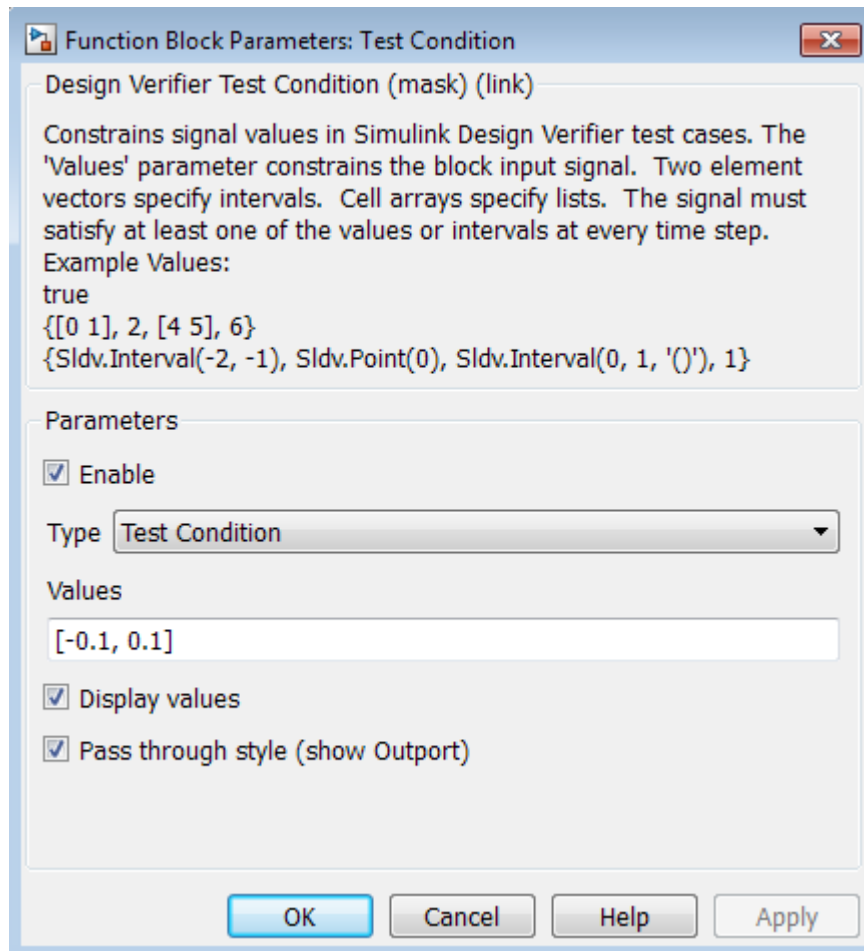 Function Block Parameters: Test Condition
Design Verifier Test Condition (mask) (link)
Constrains signal values in Simulink Design Verifier test cases. The
'Values' parameter constrains the block input signal.  Two element
vectors specify intervals.  Cell arrays specify lists.  The signal must
satisfy at least one of the values or intervals at every time step.
Example Values:
true
{[0 1], 2, [4 5], 6}
{Sldv.Interval(-2, -1), Sldv.Point(0), Sldv.Interval(0, 1, '()'), 1}
Parameters
Enable
Type Test Condition
Values
[-0.1, 0.1]
Display values
Pass through style (show Outport)
OK Cancel Help Apply